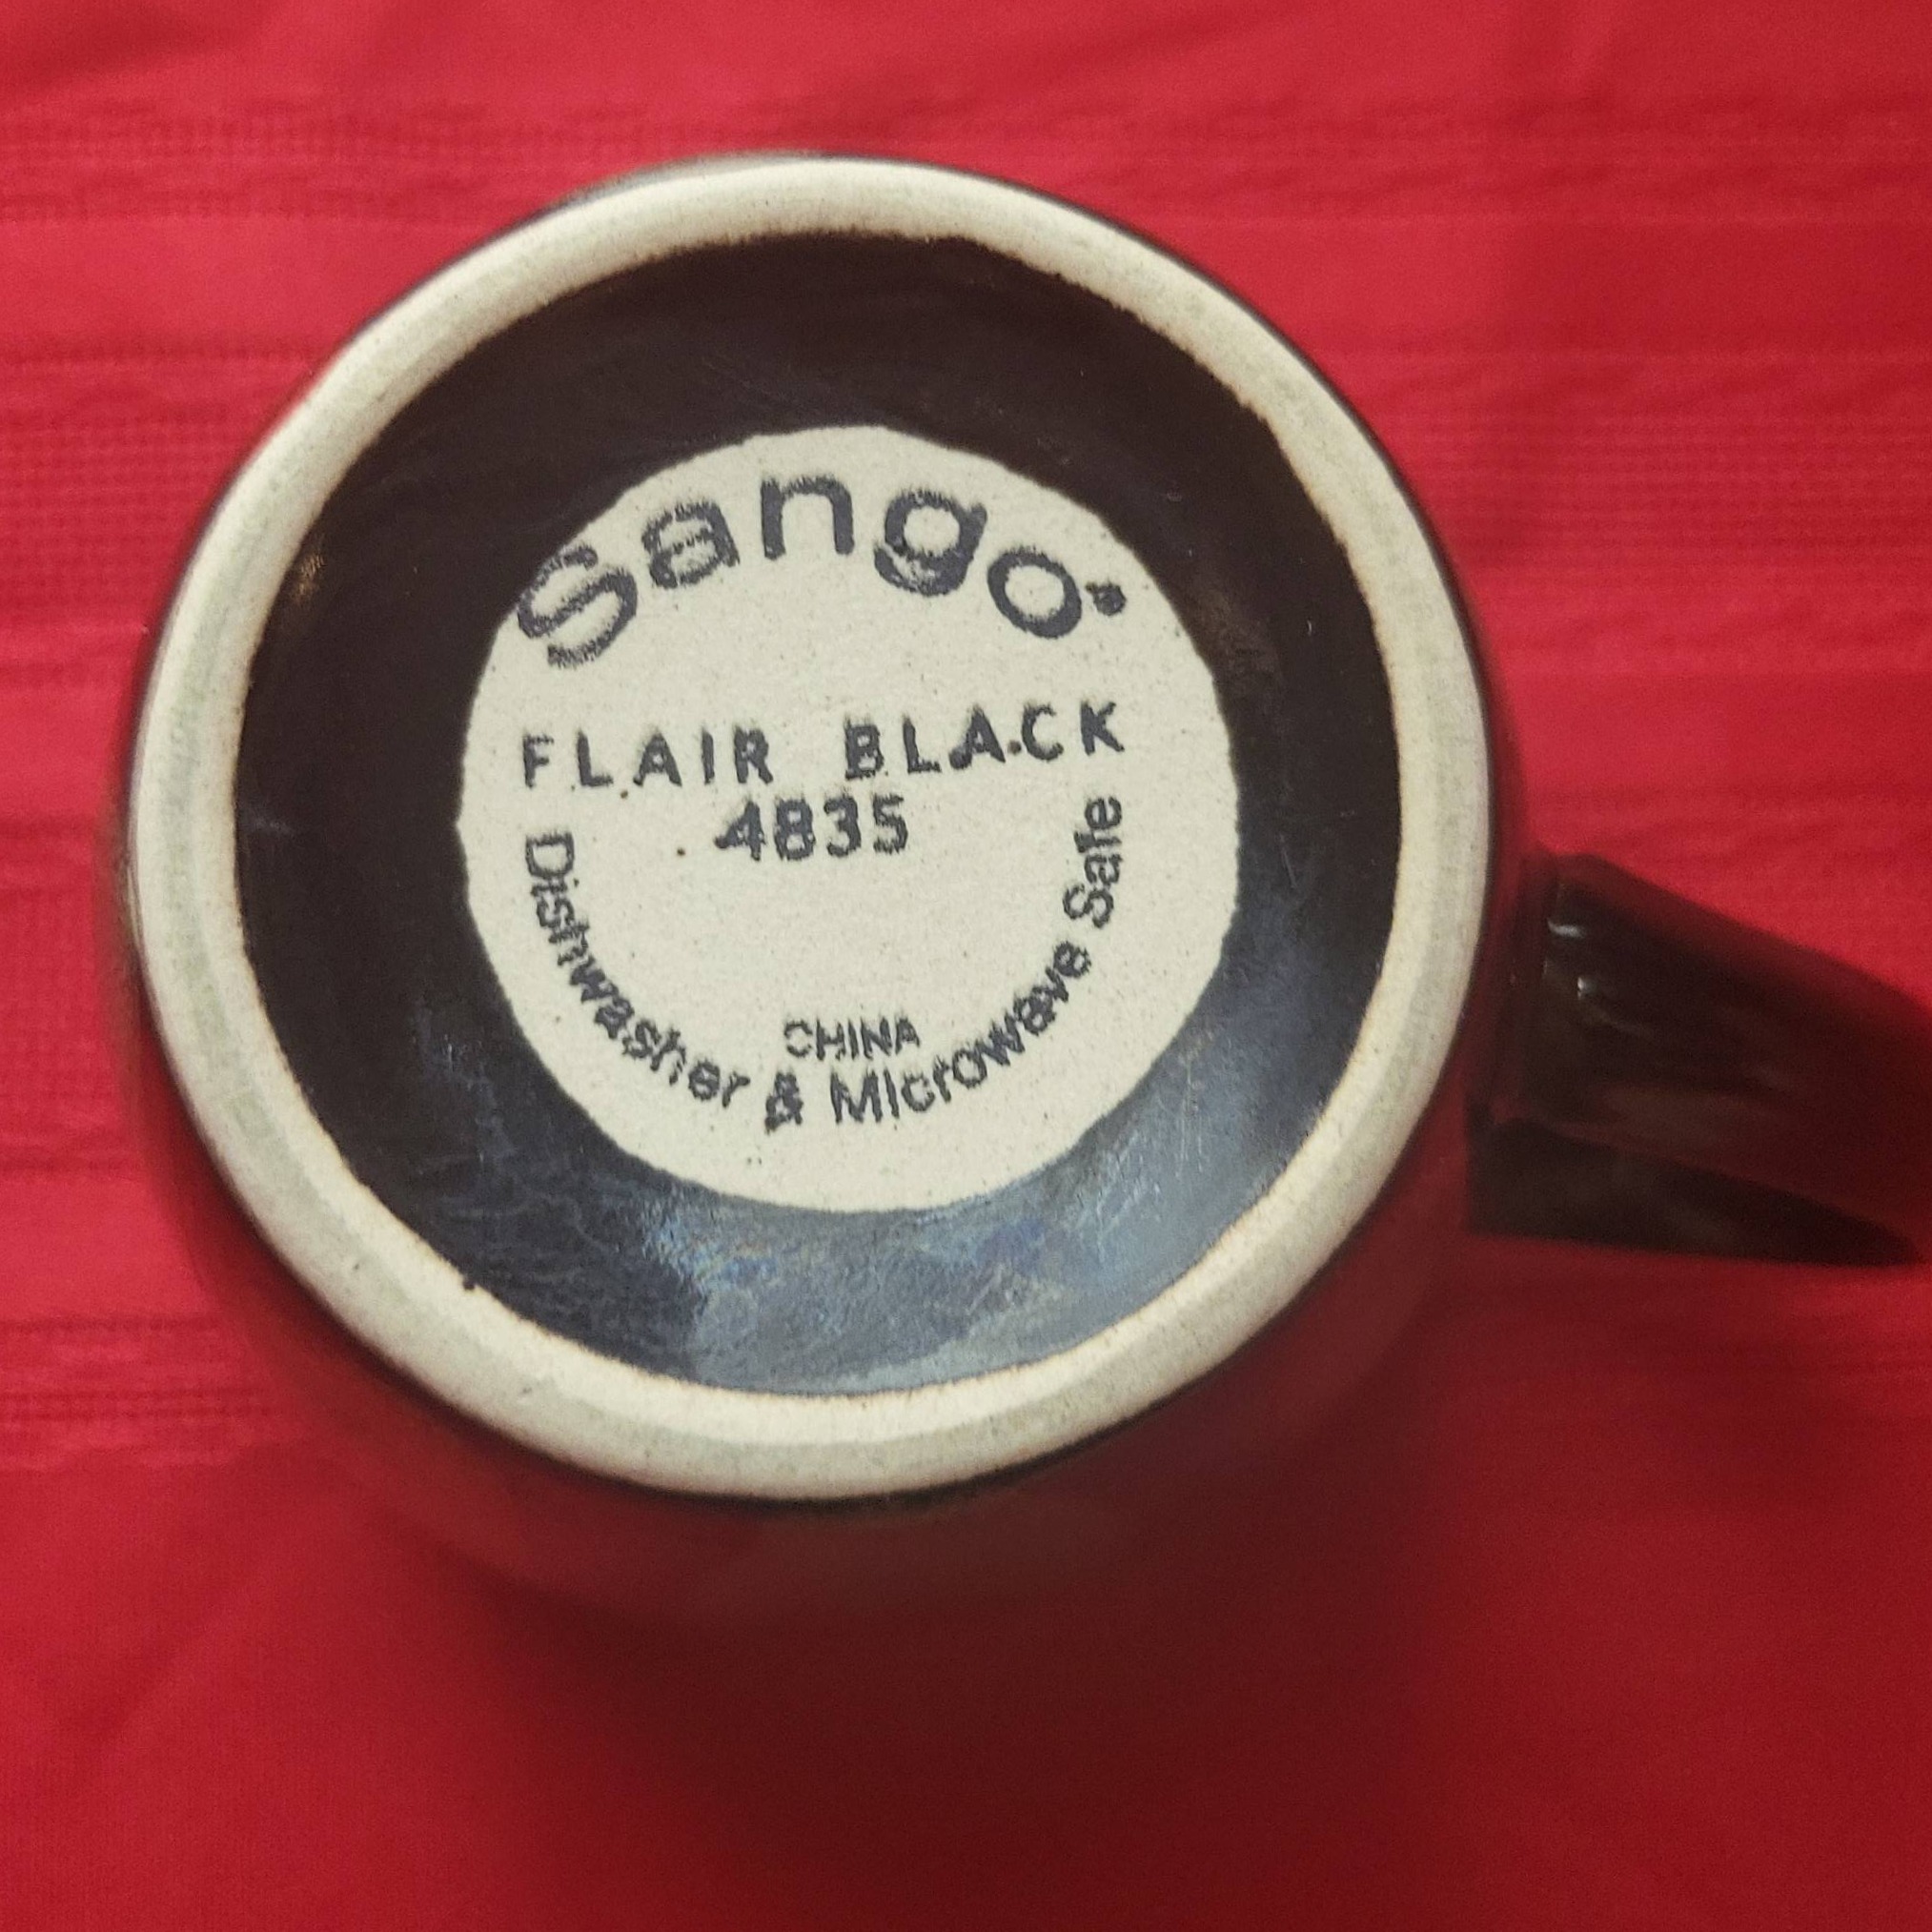 Sango®
FLAIR BLACK
4835
CHINA
Dishwasher & Microwave Safe